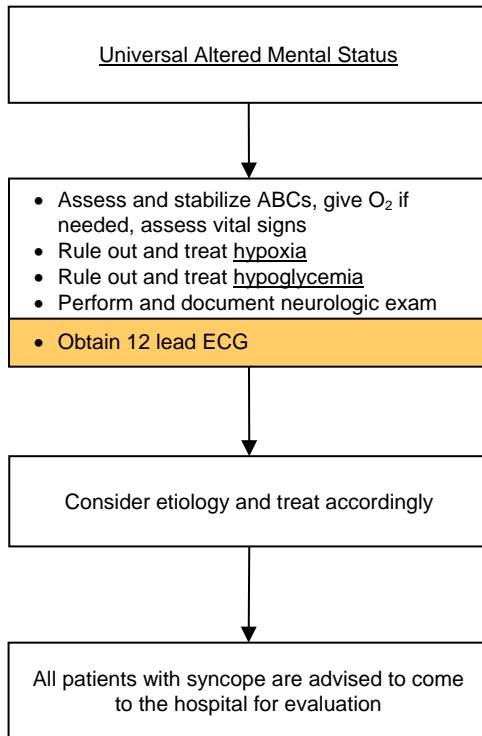 Universal Altered Mental Status
• Assess and stabilize ABCs, give O₂ if
needed, assess vital signs
• Rule out and treat hypoxia
• Rule out and treat hypoglycemia
• Perform and document neurologic exam
• Obtain 12 lead ECG
Consider etiology and treat accordingly
All patients with syncope are advised to come
to the hospital for evaluation